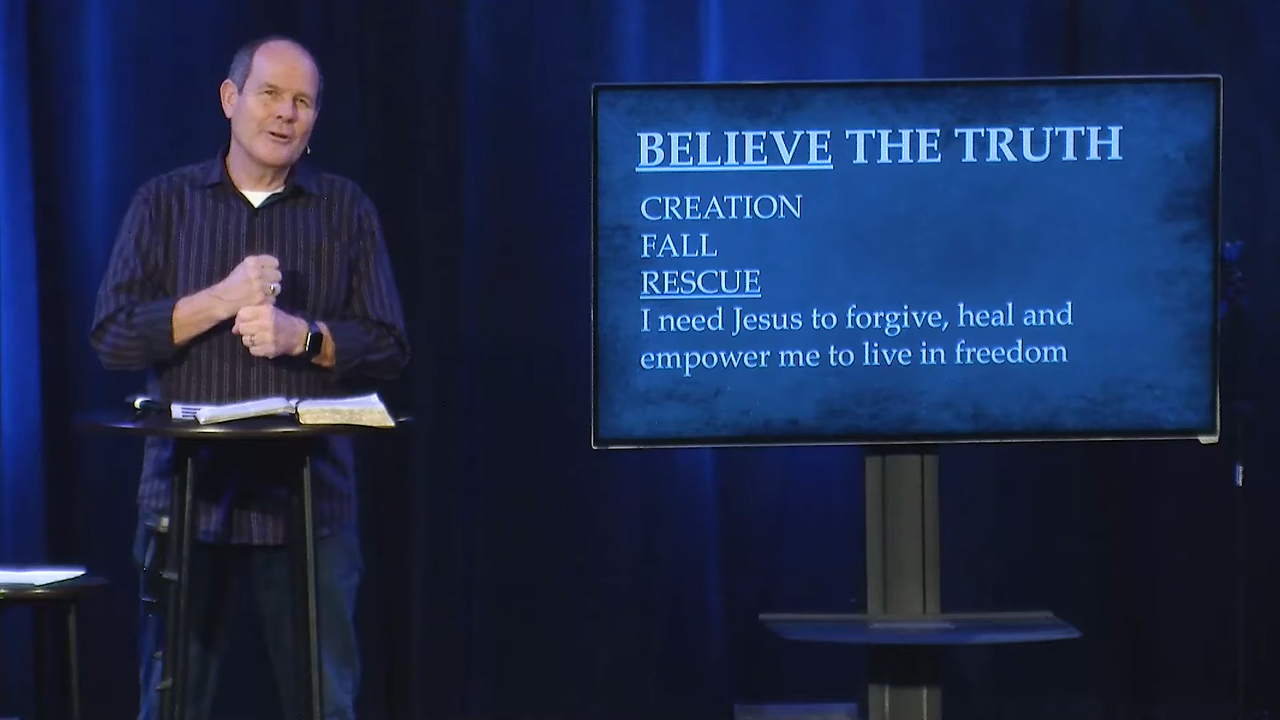 BELIEVE THE TRUTH
CREATION
FALL
RESCUE
I need Jesus to forgive, heal and
empower me to live in freedom